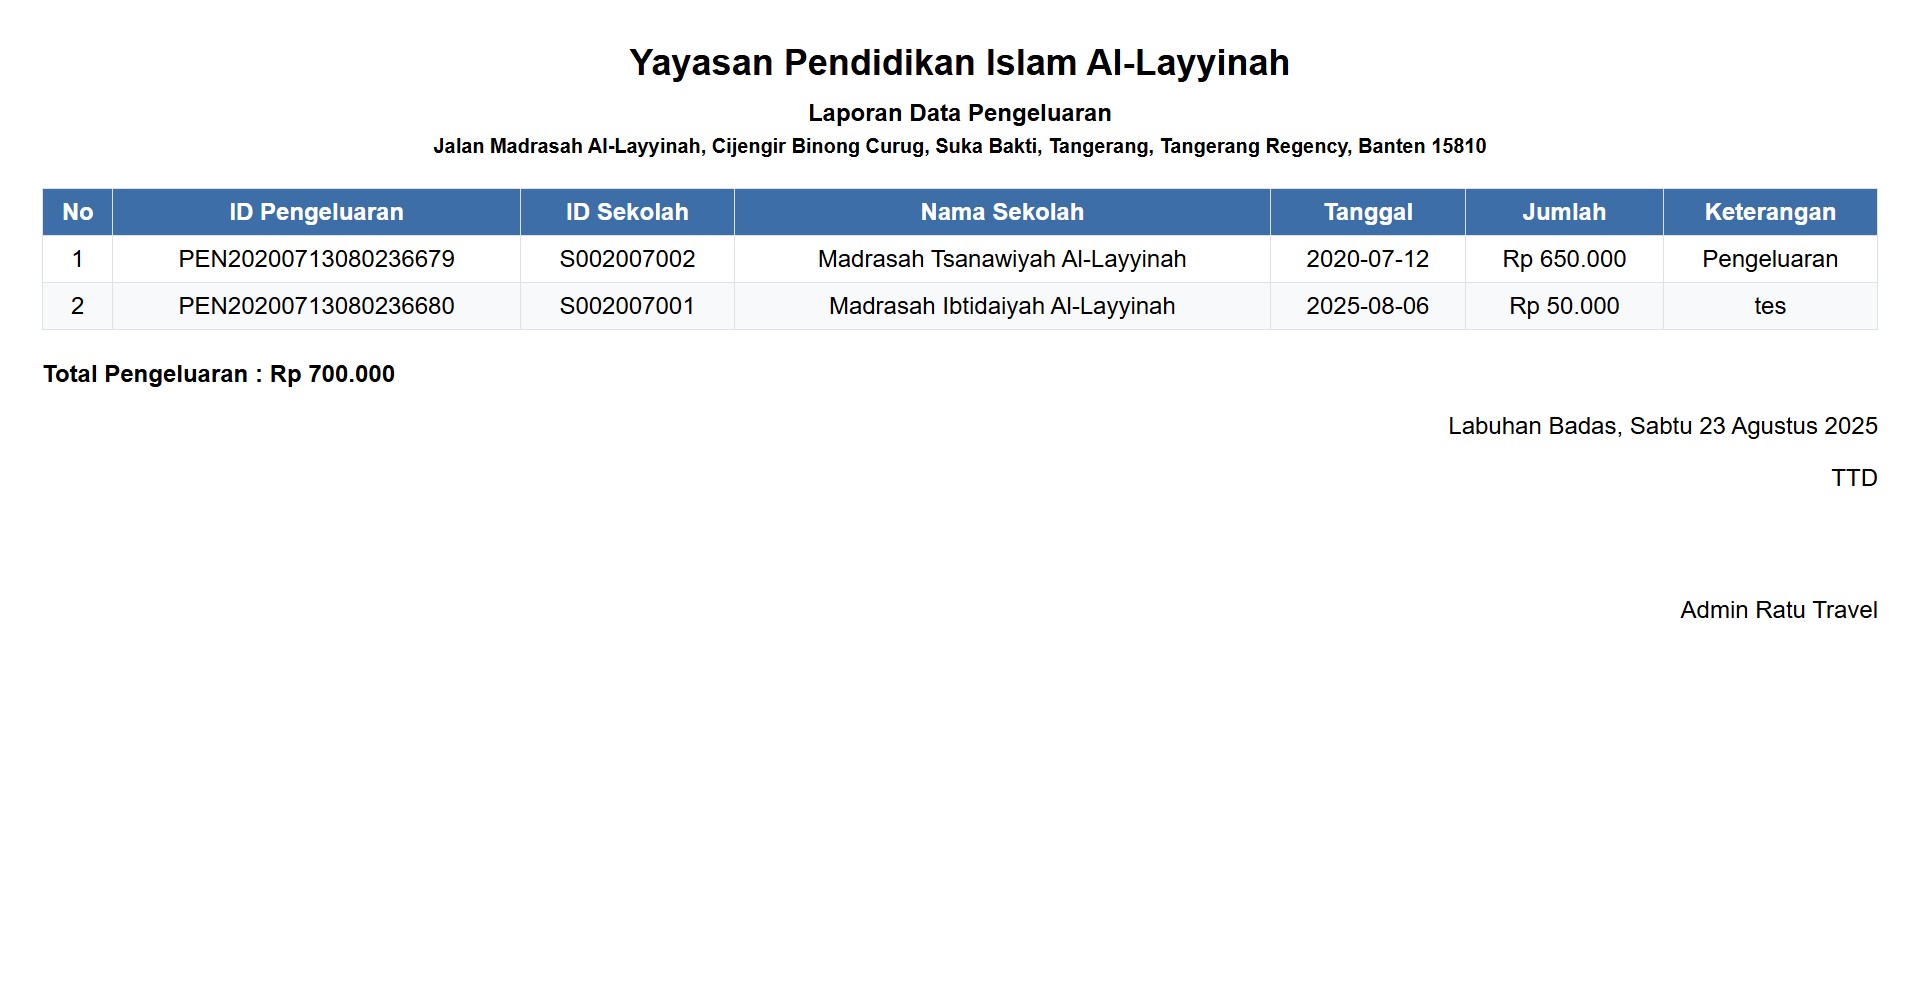 Yayasan Pendidikan Islam Al-Layyinah
Laporan Data Pengeluaran
Jalan Madrasah Al-Layyinah, Cijengir Binong Curug, Suka Bakti, Tangerang, Tangerang Regency, Banten 15810
No ID Pengeluaran ID Sekolah Nama Sekolah Tanggal Jumlah Keterangan
1 PEN20200713080236679 S002007002 Madrasah Tsanawiyah Al-Layyinah 2020-07-12 Rp 650.000 Pengeluaran
2 PEN20200713080236680 S002007001 Madrasah Ibtidaiyah Al-Layyinah 2025-08-06 Rp 50.000 tes
Total Pengeluaran : Rp 700.000
Labuhan Badas, Sabtu 23 Agustus 2025
TTD
Admin Ratu Travel